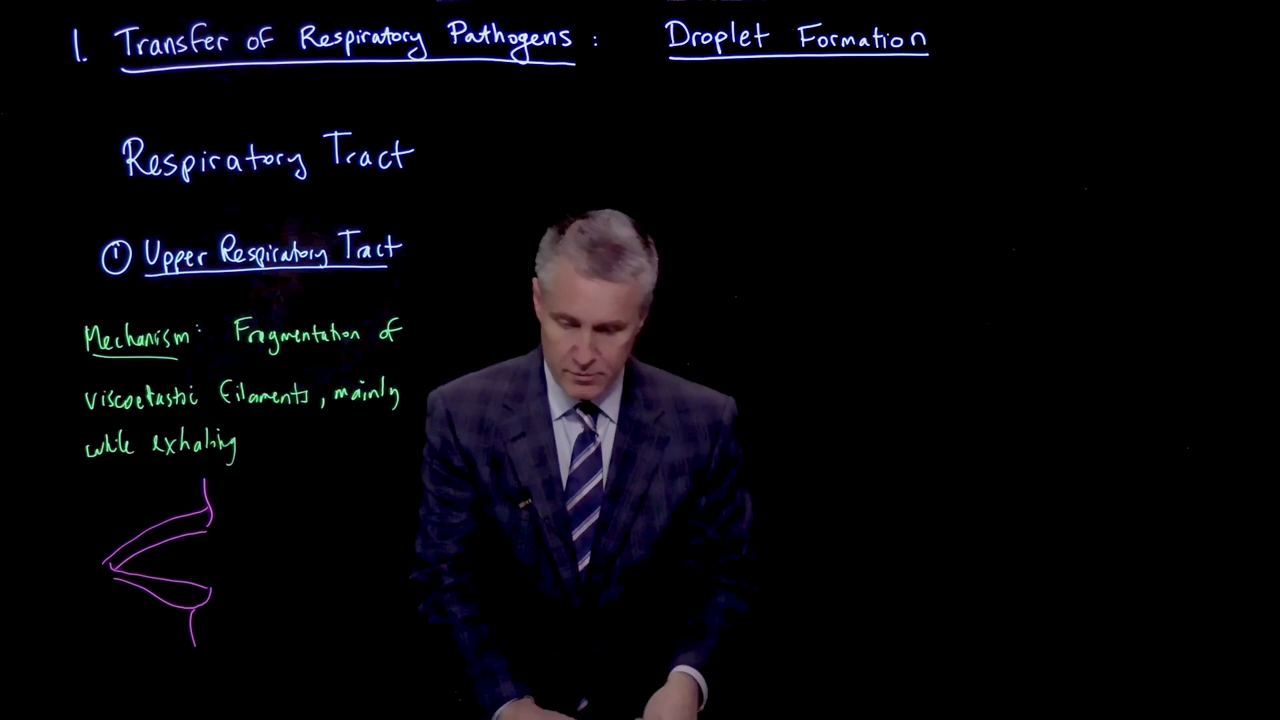 1. Transfer of Respiratory Pathogens : Droplet Formation
Respiratory Tract
① Upper Respiratory Tract
Mechanism: Fragmentation of
viscoelastic filaments, mainly
while exhaling